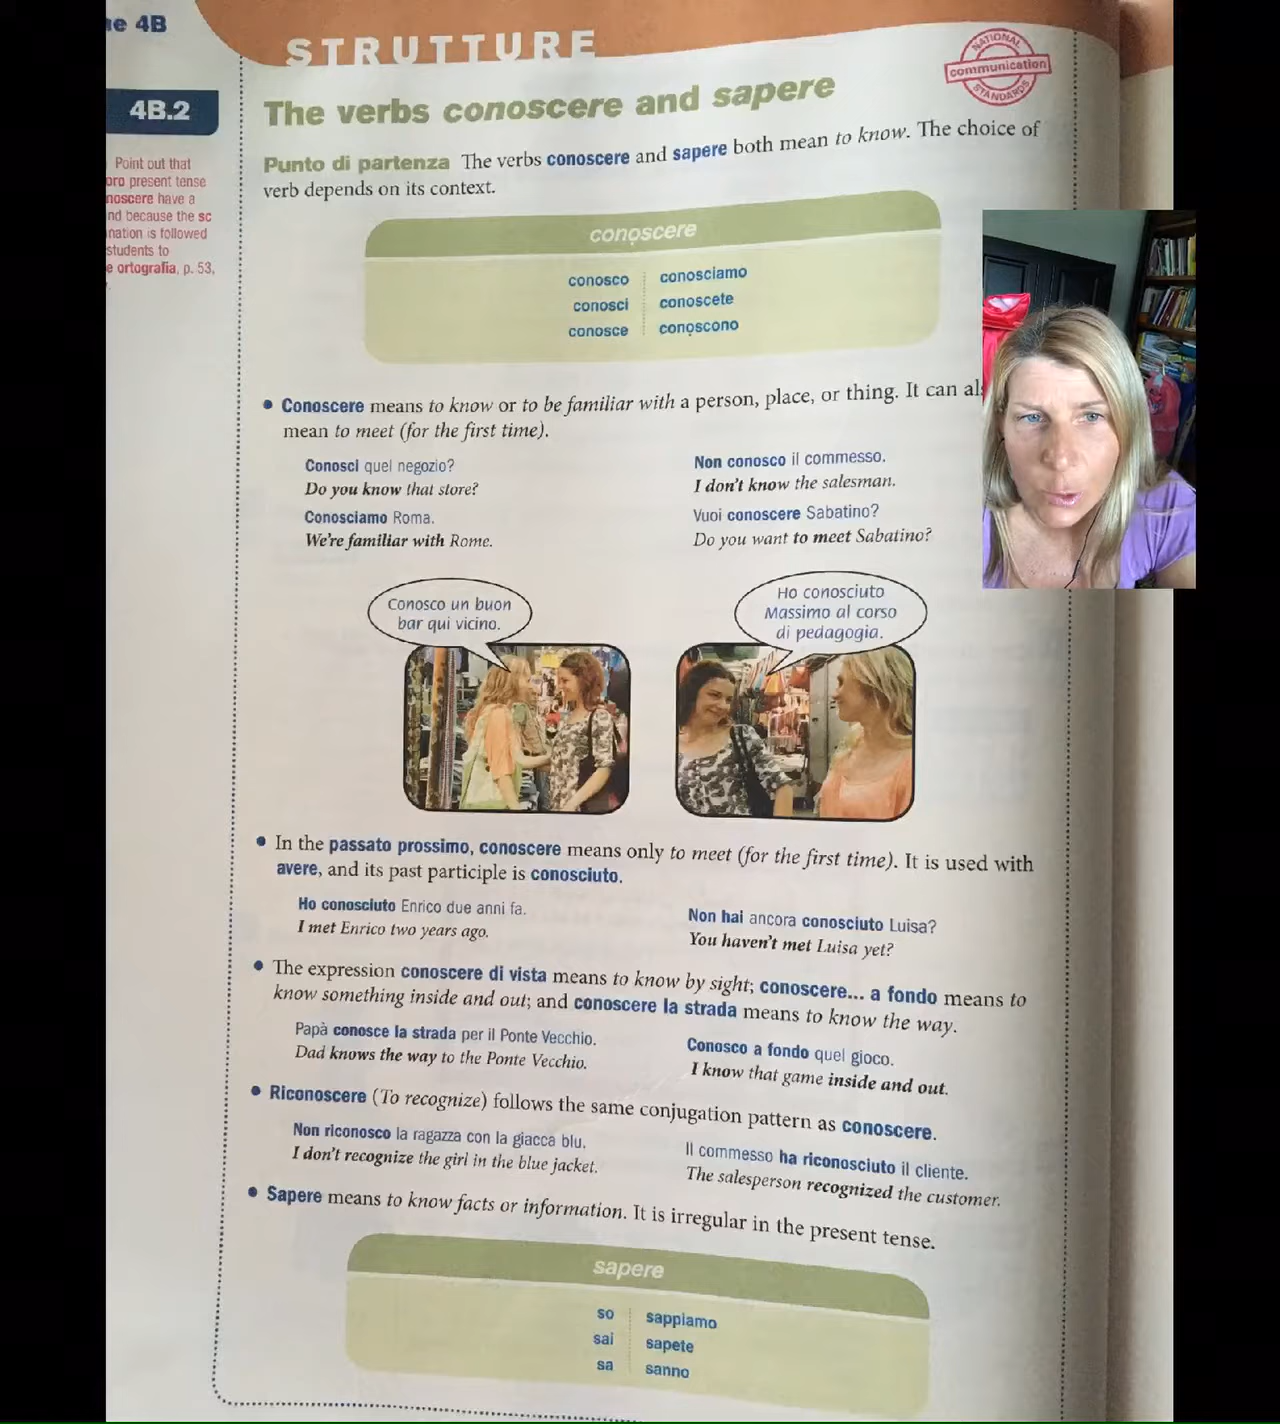 4B
STRUTTURE
NATIONAL
communication
STANDARDS
4B.2
The verbs conoscere and sapere
Point out that
present tense
have a
because the sc
is followed
students to
ortografia, p. 53,
Punto di partenza The verbs conoscere and sapere both mean to know. The choice of
verb depends on its context.
conoscere
conosco conosciamo
conosci conoscete
conosce conoscono
• Conoscere means to know or to be familiar with a person, place, or thing. It can
mean to meet (for the first time).
Conosci quel negozio?
Do you know that store?
Conosciamo Roma.
We're familiar with Rome.
Non conosco il commesso.
I don't know the salesman.
Vuoi conoscere Sabatino?
Do you want to meet Sabatino?
Conosco un buon
bar qui vicino.
Ho conosciuto
Massimo al corso
di pedagogia.
• In the passato prossimo, conoscere means only to meet (for the first time). It is used with
avere, and its past participle is conosciuto.
Ho conosciuto Enrico due anni fa.
I met Enrico two years ago.
Non hai ancora conosciuto Luisa?
You haven't met Luisa yet?
• The expression conoscere di vista means to know by sight; conoscere... a fondo means to
know something inside and out; and conoscere la strada means to know the way.
Papà conosce la strada per il Ponte Vecchio.
Dad knows the way to the Ponte Vecchio.
Conosco a fondo quel gioco.
I know that game inside and out.
• Riconoscere (To recognize) follows the same conjugation pattern as conoscere.
Non riconosco la ragazza con la giacca blu.
I don't recognize the girl in the blue jacket.
Il commesso ha riconosciuto il cliente.
The salesperson recognized the customer.
• Sapere means to know facts or information. It is irregular in the present tense.
sapere
so sappiamo
sai sapete
sa sanno